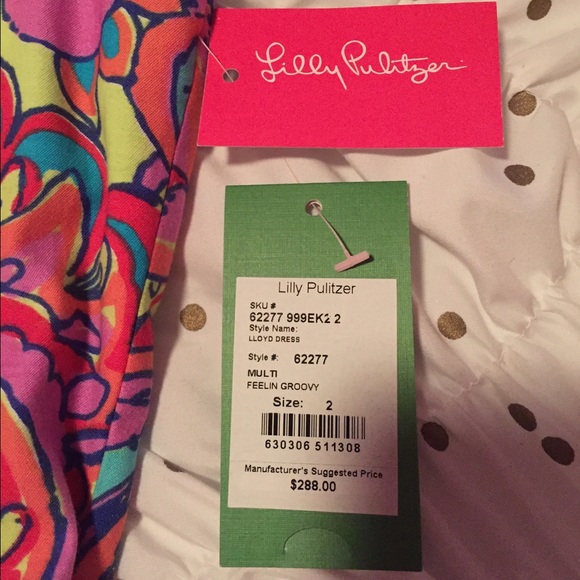 Lilly Pulitzer
Lilly Pulitzer
SKU #
62277 999EK2 2
Style Name:
LLOYD DRESS
Style #: 62277
MULTI
FEELIN GROOVY
Size: 2
630306 511308
Manufacturer's Suggested Price
$288.00